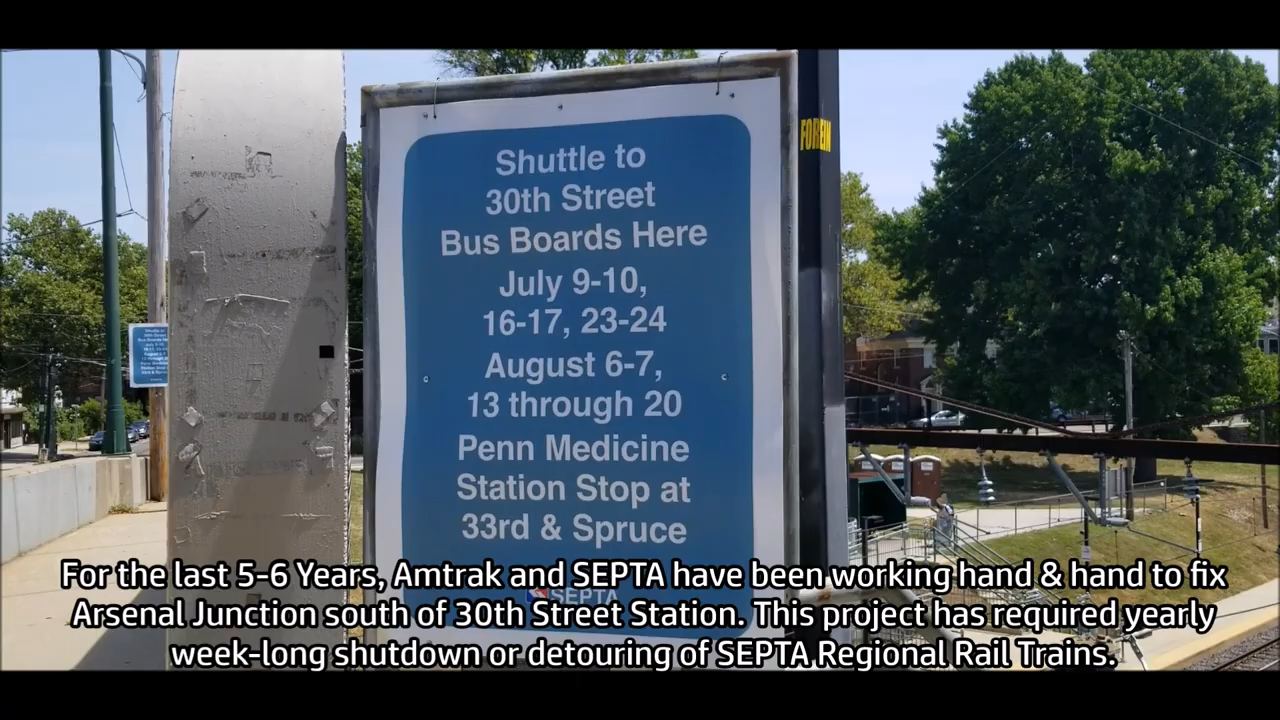 Shuttle to
30th Street
Bus Boards Here
July 9-10,
16-17, 23-24
August 6-7,
13 through 20
Penn Medicine
Station Stop at
33rd & Spruce
SEPTA
For the last 5-6 Years, Amtrak and SEPTA have been working hand & hand to fix
Arsenal Junction south of 30th Street Station. This project has required yearly
week-long shutdown or detouring of SEPTA Regional Rail Trains.